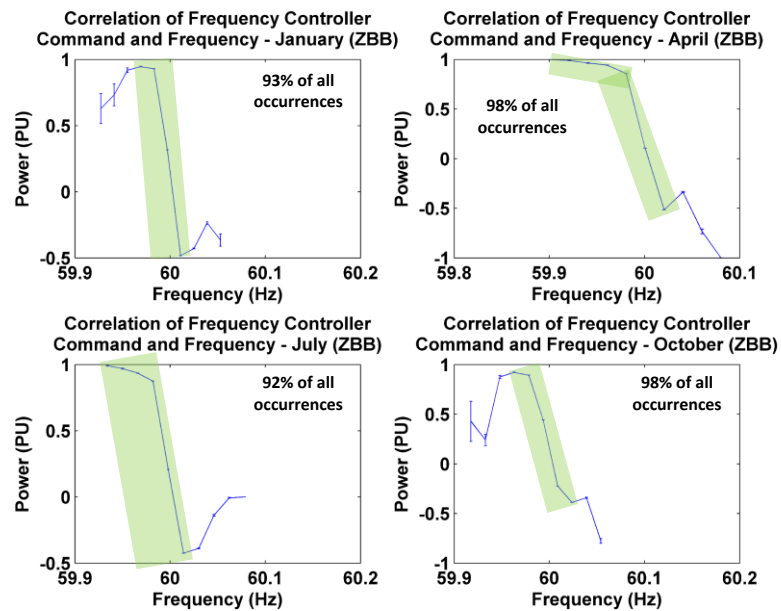 Correlation of Frequency Controller
Command and Frequency - January (ZBB)
1
0.5
0
-0.5
Power (PU)
93% of all
occurrences
59.9
60
60.1
60.2
Frequency (Hz)
Correlation of Frequency Controller
Command and Frequency - April (ZBB)
1
0.5
0
-0.5
-1
Power (PU)
98% of all
occurrences
59.8
59.9
60
60.1
Frequency (Hz)
Correlation of Frequency Controller
Command and Frequency - July (ZBB)
1
0.5
0
-0.5
Power (PU)
92% of all
occurrences
59.9
60
60.1
60.2
Frequency (Hz)
Correlation of Frequency Controller
Command and Frequency - October (ZBB)
1
0.5
0
-0.5
-1
Power (PU)
98% of all
occurrences
59.9
60
60.1
60.2
Frequency (Hz)